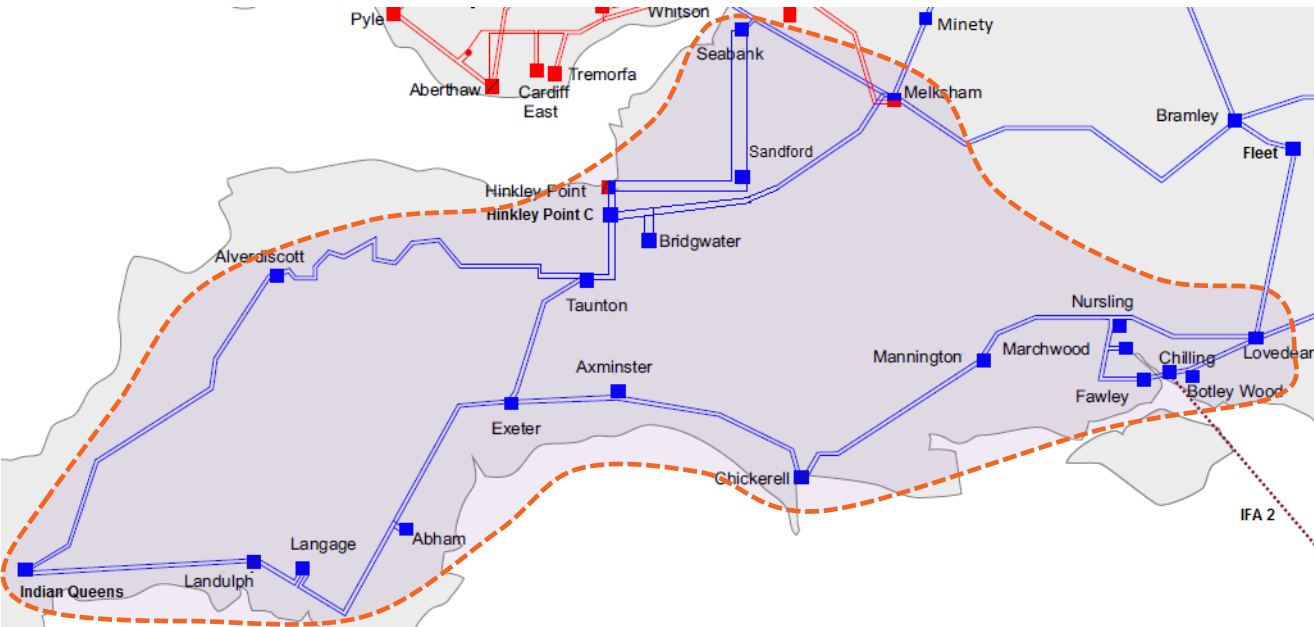 Pyle
Whitson
Minety
Seabank
Aberthaw
Cardiff
East
Tremorfa
Melksham
Bramley
Fleet
Sandford
Hinkley Point
Hinkley Point C
Bridgwater
Alverdiscott
Taunton
Nursling
Mannington
Marchwood
Chilling
Lovedean
Axminster
Fawley
Botley Wood
Exeter
Chickerell
IFA 2
Abham
Langage
Landulph
Indian Queens